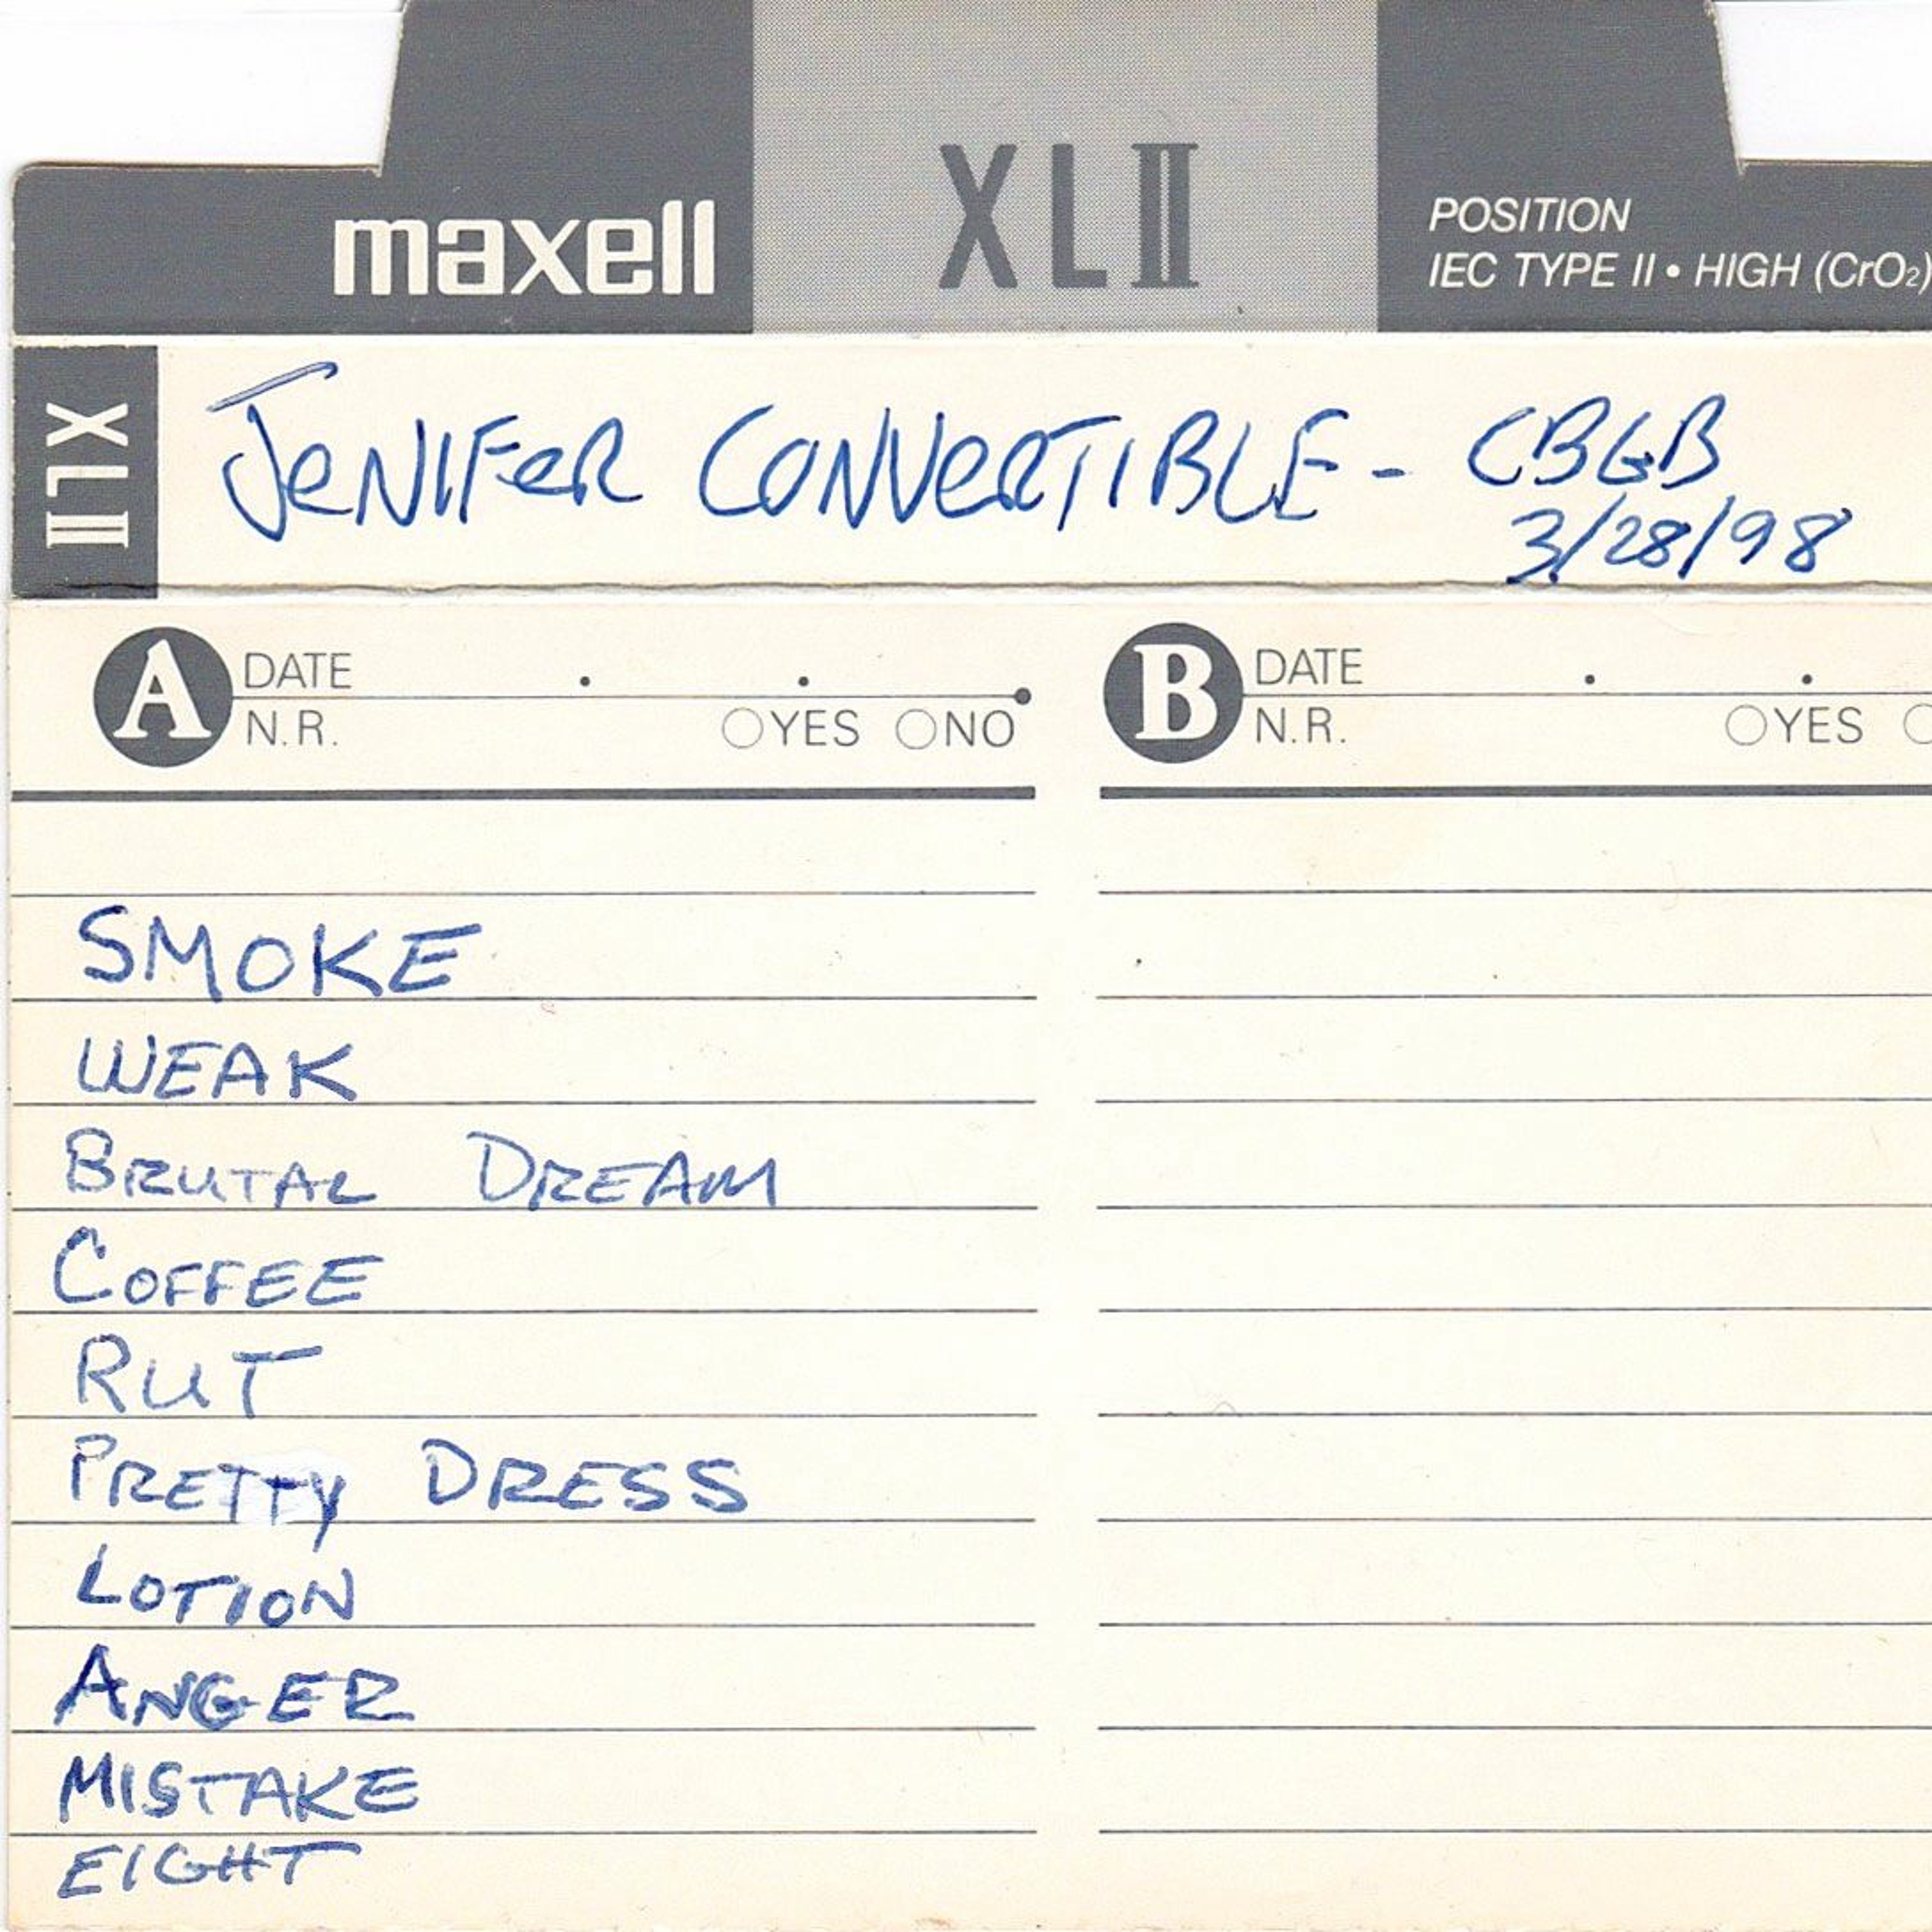 maxell
XLII
POSITION
IEC TYPE II • HIGH (CrO₂)
XLII
JeNIFeR CONVeRTIBLE - CBGB
3/28/98
A DATE . .
N.R. ○YES ○NO
B DATE . .
N.R. ○YES
SMOKE
WEAK
BRUTAL DREAM
COFFEE
RUT
PRETTY DRESS
LOTION
ANGER
MISTAKE
EIGHT